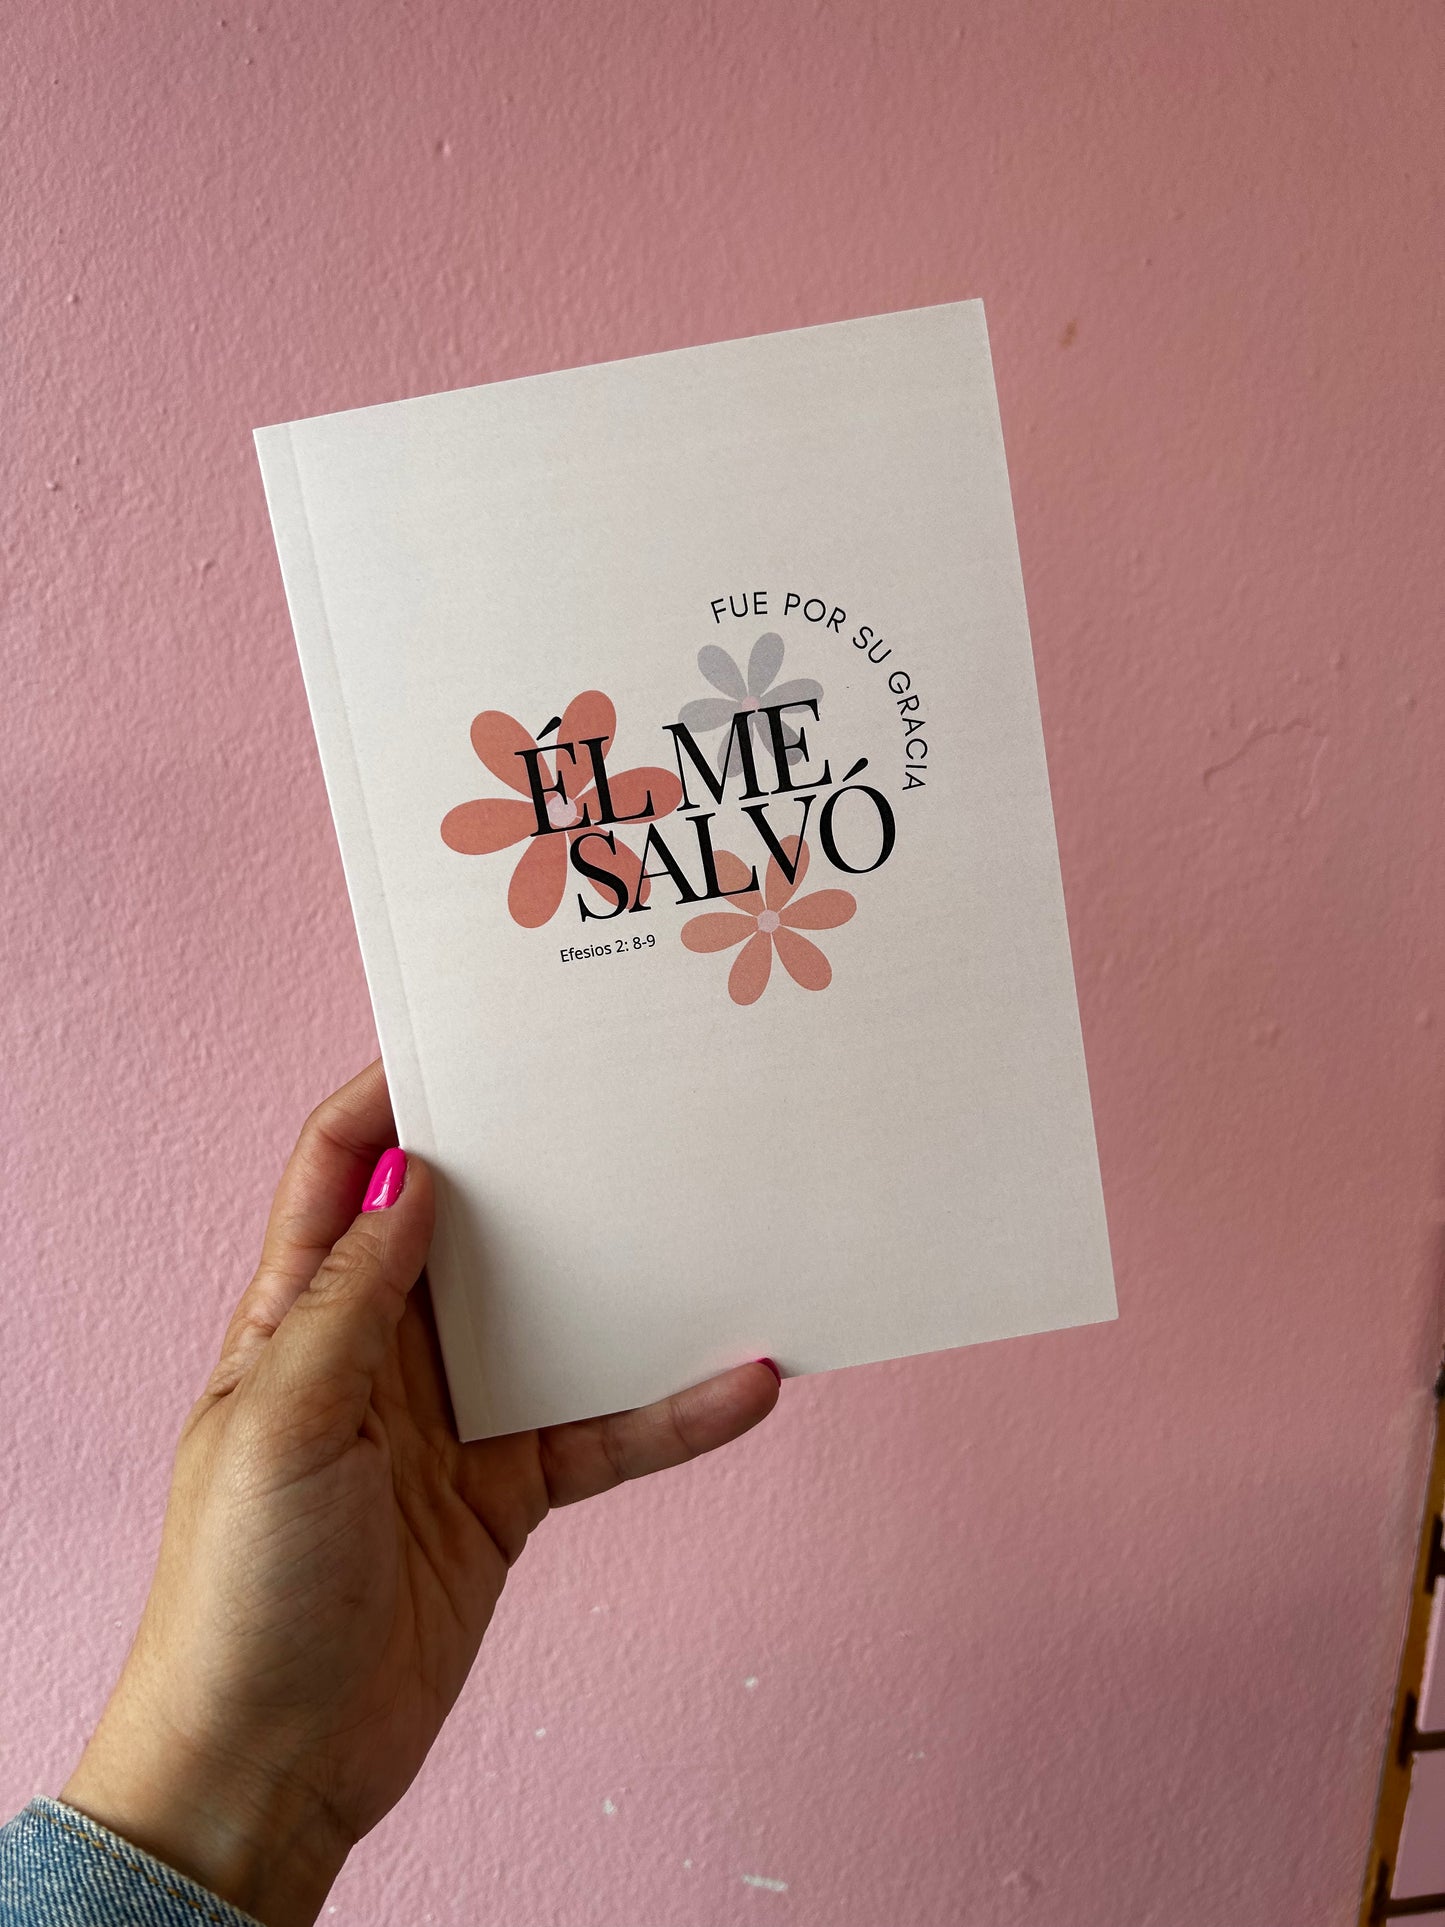 FUE POR SU GRACIA
ÉL ME
SALVÓ
Efesios 2: 8-9